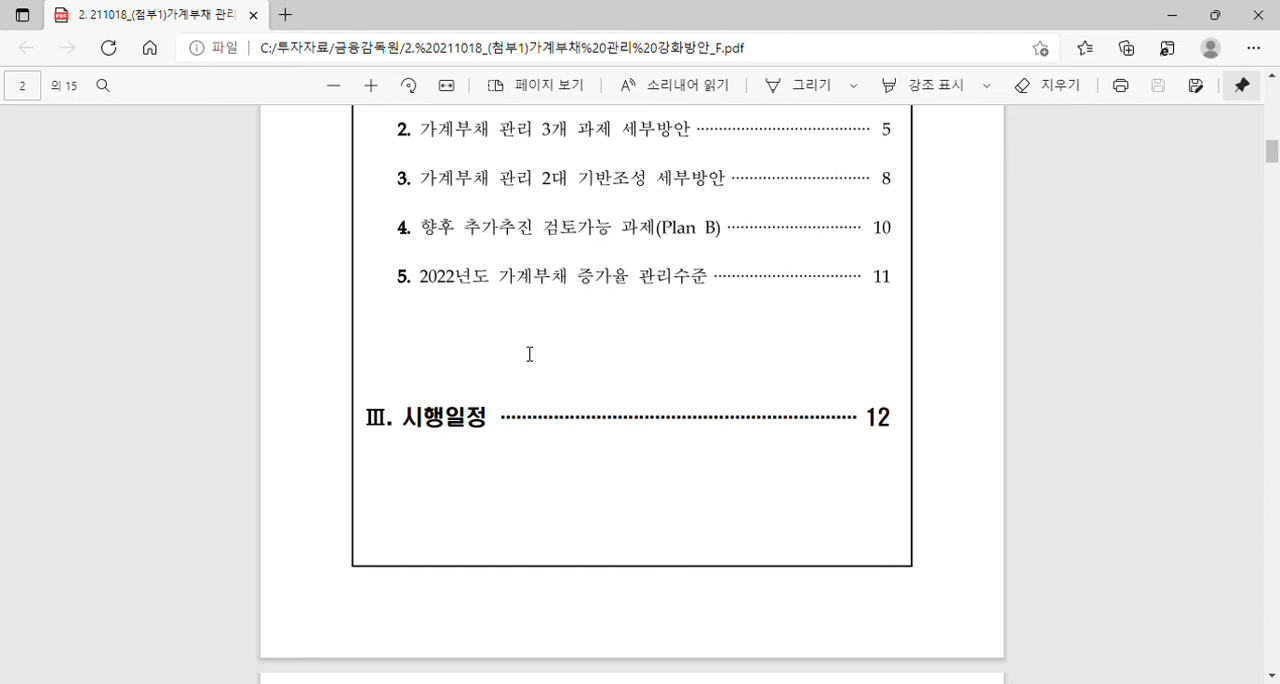 2. 211018_(첨부1)가계부채 관리
파일 C:/투자자료/금융감독원/2.%20211018_(첨부1)가계부채%20관리%20강화방안_F.pdf
2 의 15 페이지 보기 소리내어 읽기 그리기 강조 표시 지우기
2. 가계부채 관리 3개 과제 세부방안 ································ 5
3. 가계부채 관리 2대 기반조성 세부방안 ························· 8
4. 향후 추가추진 검토가능 과제(Plan B) ························ 10
5. 2022년도 가계부채 증가율 관리수준 ··························· 11
Ⅲ. 시행일정 ································································ 12